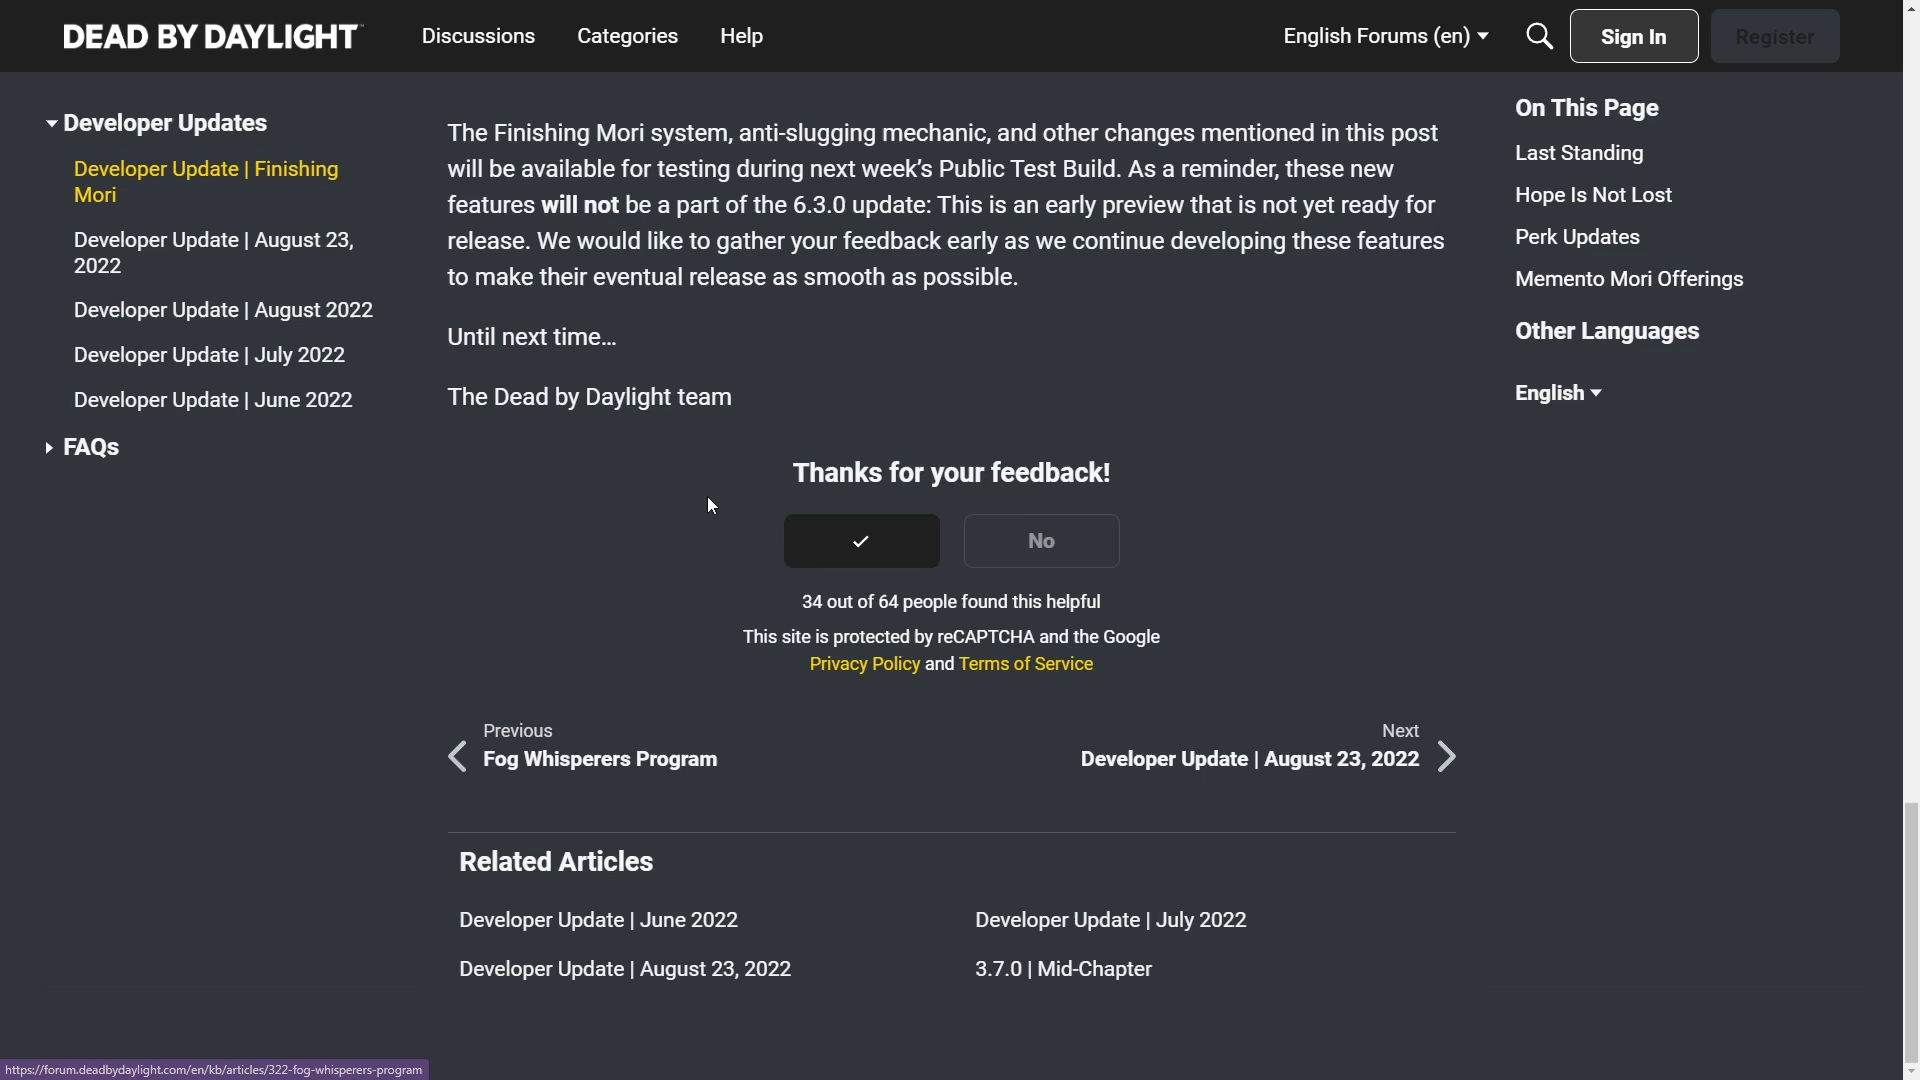 DEAD BY DAYLIGHT
Discussions
Categories
Help
English Forums (en)
Sign In
Register
Developer Updates
Developer Update | Finishing
Mori
Developer Update | August 23,
2022
Developer Update | August 2022
Developer Update | July 2022
Developer Update | June 2022
FAQs
The Finishing Mori system, anti-slugging mechanic, and other changes mentioned in this post
will be available for testing during next week’s Public Test Build. As a reminder, these new
features will not be a part of the 6.3.0 update: This is an early preview that is not yet ready for
release. We would like to gather your feedback early as we continue developing these features
to make their eventual release as smooth as possible.
Until next time…
The Dead by Daylight team
Thanks for your feedback!
No
34 out of 64 people found this helpful
This site is protected by reCAPTCHA and the Google
Privacy Policy and Terms of Service
Previous
Fog Whisperers Program
Next
Developer Update | August 23, 2022
Related Articles
Developer Update | June 2022
Developer Update | July 2022
Developer Update | August 23, 2022
3.7.0 | Mid-Chapter
On This Page
Last Standing
Hope Is Not Lost
Perk Updates
Memento Mori Offerings
Other Languages
English
https://forum.deadbydaylight.com/en/kb/articles/322-fog-whisperers-program